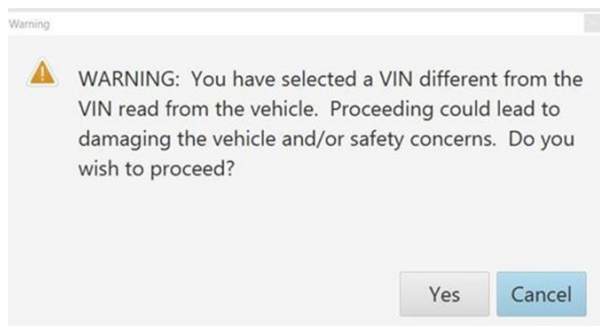 Warning
WARNING: You have selected a VIN different from the
VIN read from the vehicle. Proceeding could lead to
damaging the vehicle and/or safety concerns. Do you
wish to proceed?
Yes Cancel